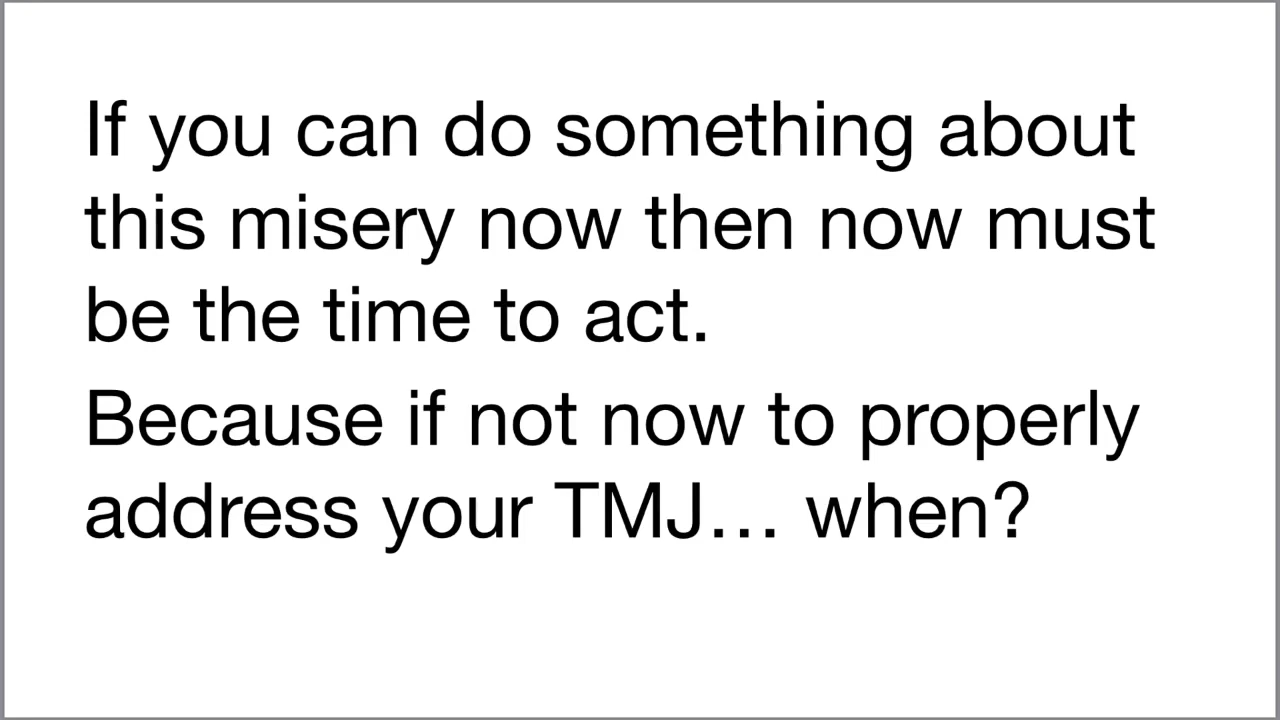 If you can do something about
this misery now then now must
be the time to act.
Because if not now to properly
address your TMJ… when?